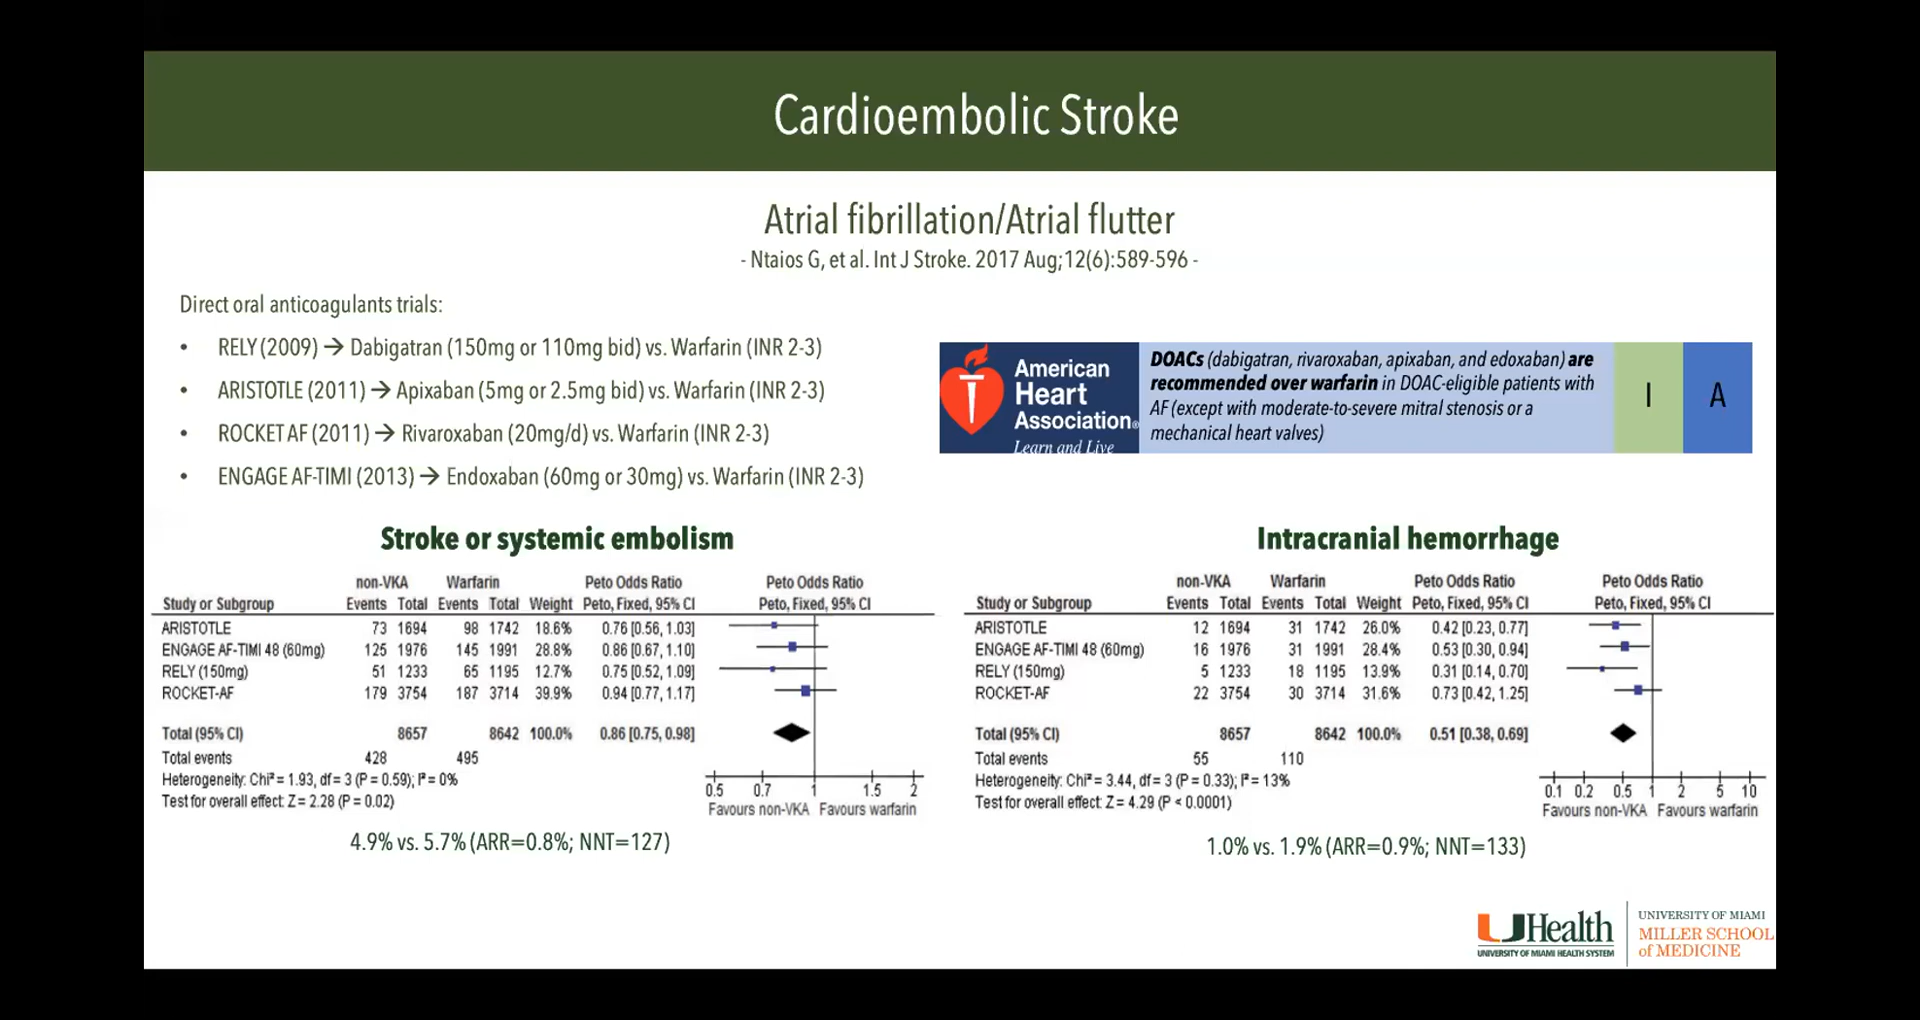 Cardioembolic Stroke
Atrial fibrillation/Atrial flutter
- Ntaios G, et al. Int J Stroke. 2017 Aug;12(6):589-596 -
Direct oral anticoagulants trials:
• RELY (2009) → Dabigatran (150mg or 110mg bid) vs. Warfarin (INR 2-3)
• ARISTOTLE (2011) → Apixaban (5mg or 2.5mg bid) vs. Warfarin (INR 2-3)
• ROCKET AF (2011) → Rivaroxaban (20mg/d) vs. Warfarin (INR 2-3)
• ENGAGE AF-TIMI (2013) → Endoxaban (60mg or 30mg) vs. Warfarin (INR 2-3)
American
Heart
Association®
Learn and Live
DOACs (dabigatran, rivaroxaban, apixaban, and edoxaban) are
recommended over warfarin in DOAC-eligible patients with
AF (except with moderate-to-severe mitral stenosis or a
mechanical heart valves)
I
A
Stroke or systemic embolism
non-VKA Warfarin Peto Odds Ratio Peto Odds Ratio
Study or Subgroup Events Total Events Total Weight Peto, Fixed, 95% CI Peto, Fixed, 95% CI
ARISTOTLE 73 1694 98 1742 18.6% 0.76 [0.56, 1.03]
ENGAGE AF-TIMI 48 (60mg) 125 1976 145 1991 28.8% 0.86 [0.67, 1.10]
RELY (150mg) 51 1233 65 1195 12.7% 0.75 [0.52, 1.09]
ROCKET-AF 179 3754 187 3714 39.9% 0.94 [0.77, 1.17]
Total (95% CI) 8657 8642 100.0% 0.86 [0.75, 0.98]
Total events 428 495
Heterogeneity: Chi² = 1.93, df = 3 (P = 0.59); I² = 0%
Test for overall effect: Z = 2.28 (P = 0.02)
0.5 0.7 1 1.5 2
Favours non-VKA Favours warfarin
4.9% vs. 5.7% (ARR=0.8%; NNT=127)
Intracranial hemorrhage
non-VKA Warfarin Peto Odds Ratio Peto Odds Ratio
Study or Subgroup Events Total Events Total Weight Peto, Fixed, 95% CI Peto, Fixed, 95% CI
ARISTOTLE 12 1694 31 1742 26.0% 0.42 [0.23, 0.77]
ENGAGE AF-TIMI 48 (60mg) 16 1976 31 1991 28.4% 0.53 [0.30, 0.94]
RELY (150mg) 5 1233 18 1195 13.9% 0.31 [0.14, 0.70]
ROCKET-AF 22 3754 30 3714 31.6% 0.73 [0.42, 1.25]
Total (95% CI) 8657 8642 100.0% 0.51 [0.38, 0.69]
Total events 55 110
Heterogeneity: Chi² = 3.44, df = 3 (P = 0.33); I² = 13%
Test for overall effect: Z = 4.29 (P < 0.0001)
0.1 0.2 0.5 1 2 5 10
Favours non-VKA Favours warfarin
1.0% vs. 1.9% (ARR=0.9%; NNT=133)
UHealth
UNIVERSITY OF MIAMI HEALTH SYSTEM
UNIVERSITY OF MIAMI
MILLER SCHOOL
of MEDICINE